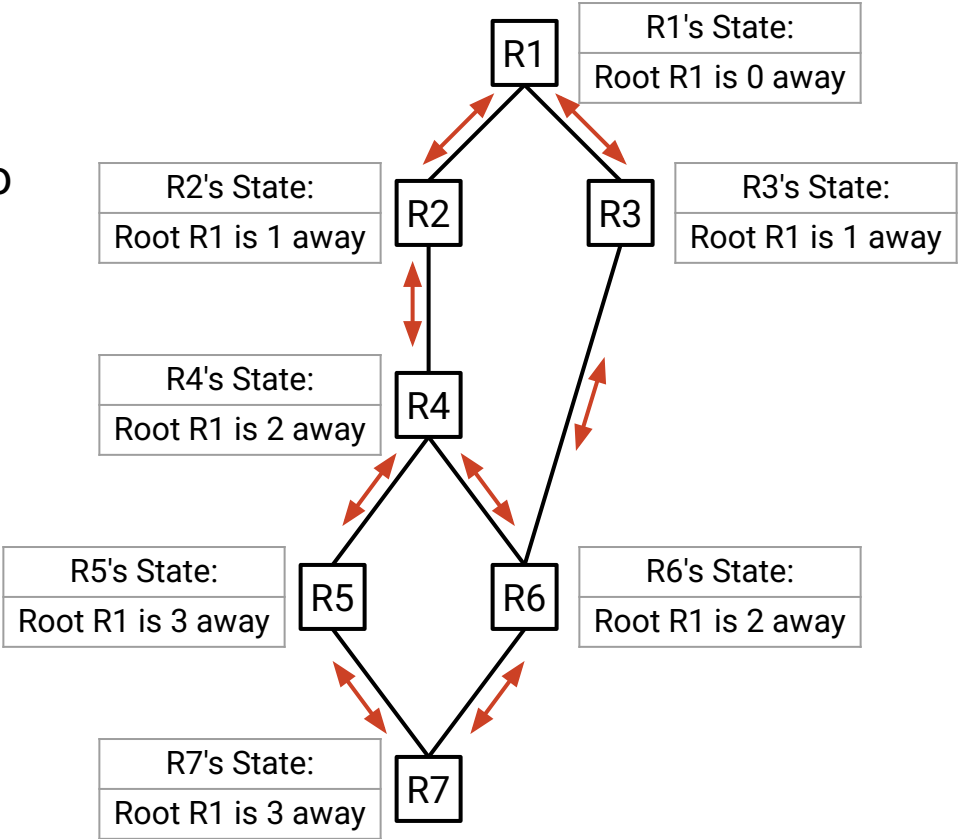 R1
R1's State:
Root R1 is 0 away
R2's State:
Root R1 is 1 away
R2
R3
R3's State:
Root R1 is 1 away
R4's State:
Root R1 is 2 away
R4
R5's State:
Root R1 is 3 away
R5
R6
R6's State:
Root R1 is 2 away
R7's State:
Root R1 is 3 away
R7